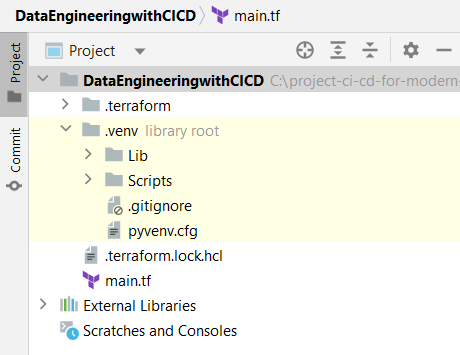 DataEngineeringwithCICD main.tf
Project
Commit
Project
DataEngineeringwithCICD C:\project-ci-cd-for-modern-
.terraform
.venv library root
Lib
Scripts
.gitignore
pyvenv.cfg
.terraform.lock.hcl
main.tf
External Libraries
Scratches and Consoles